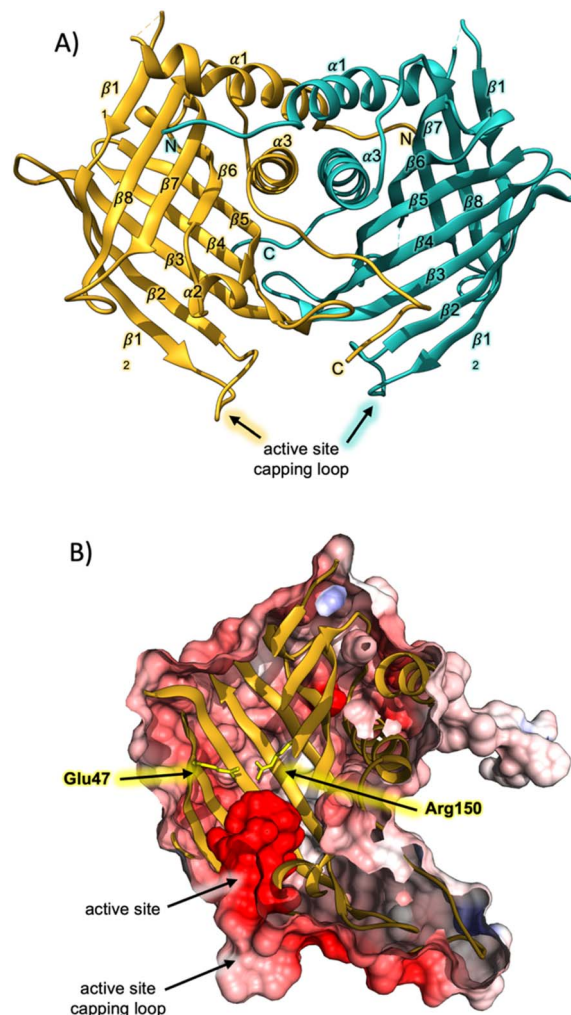 A)
α1 α1
β1 β1
1
N N
β7
α3 α3
β6 β6
β7
β8 β8
β5 β5
β4 β4
C
β3 β3
α2
β2 β2
β1 β1
2 2
C
active site
capping loop
B)
Glu47
Arg150
active site
active site
capping loop